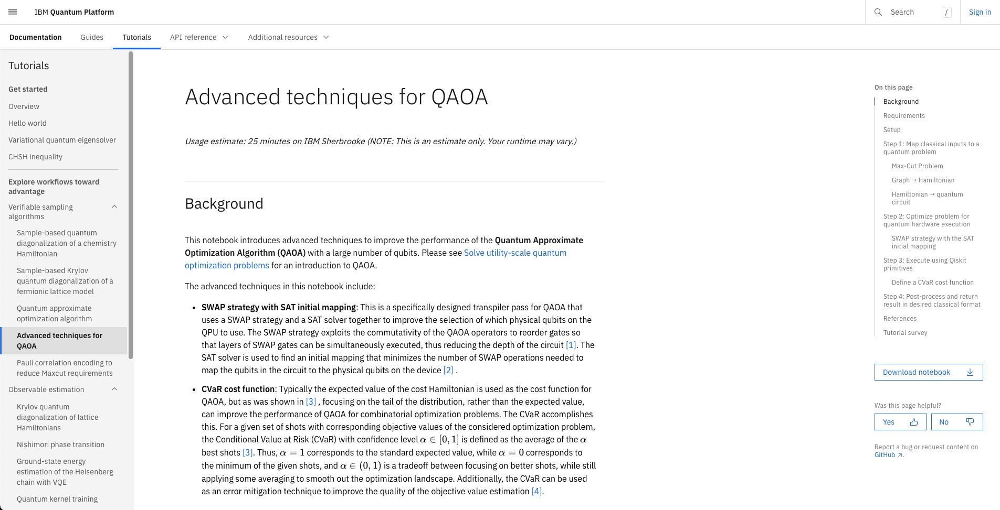 IBM Quantum Platform
Search
/
Sign in
Documentation
Guides
Tutorials
API reference
Additional resources
Tutorials
Get started
Overview
Hello world
Variational quantum eigensolver
CHSH inequality
Explore workflows toward
advantage
Verifiable sampling
algorithms
Sample-based quantum
diagonalization of a chemistry
Hamiltonian
Sample-based Krylov
quantum diagonalization of a
fermionic lattice model
Quantum approximate
optimization algorithm
Advanced techniques for
QAOA
Pauli correlation encoding to
reduce Maxcut requirements
Observable estimation
Krylov quantum
diagonalization of lattice
Hamiltonians
Nishimori phase transition
Ground-state energy
estimation of the Heisenberg
chain with VQE
Quantum kernel training
Advanced techniques for QAOA
Usage estimate: 25 minutes on IBM Sherbrooke (NOTE: This is an estimate only. Your runtime may vary.)
Background
This notebook introduces advanced techniques to improve the performance of the Quantum Approximate
Optimization Algorithm (QAOA) with a large number of qubits. Please see Solve utility-scale quantum
optimization problems for an introduction to QAOA.
The advanced techniques in this notebook include:
• SWAP strategy with SAT initial mapping: This is a specifically designed transpiler pass for QAOA that
uses a SWAP strategy and a SAT solver together to improve the selection of which physical qubits on the
QPU to use. The SWAP strategy exploits the commutativity of the QAOA operators to reorder gates so
that layers of SWAP gates can be simultaneously executed, thus reducing the depth of the circuit [1]. The
SAT solver is used to find an initial mapping that minimizes the number of SWAP operations needed to
map the qubits in the circuit to the physical qubits on the device [2] .
• CVaR cost function: Typically the expected value of the cost Hamiltonian is used as the cost function for
QAOA, but as was shown in [3] , focusing on the tail of the distribution, rather than the expected value,
can improve the performance of QAOA for combinatorial optimization problems. The CVaR accomplishes
this. For a given set of shots with corresponding objective values of the considered optimization problem,
the Conditional Value at Risk (CVaR) with confidence level α ∈ [0, 1] is defined as the average of the α
best shots [3]. Thus, α = 1 corresponds to the standard expected value, while α = 0 corresponds to
the minimum of the given shots, and α ∈ (0, 1) is a tradeoff between focusing on better shots, while still
applying some averaging to smooth out the optimization landscape. Additionally, the CVaR can be used
as an error mitigation technique to improve the quality of the objective value estimation [4].
On this page
Background
Requirements
Setup
Step 1: Map classical inputs to a
quantum problem
Max-Cut Problem
Graph → Hamiltonian
Hamiltonian → quantum
circuit
Step 2: Optimize problem for
quantum hardware execution
SWAP strategy with the SAT
initial mapping
Step 3: Execute using Qiskit
primitives
Define a CVaR cost function
Step 4: Post-process and return
result in desired classical format
References
Tutorial survey
Download notebook
Was this page helpful?
Yes
No
Report a bug or request content on
GitHub ↗.